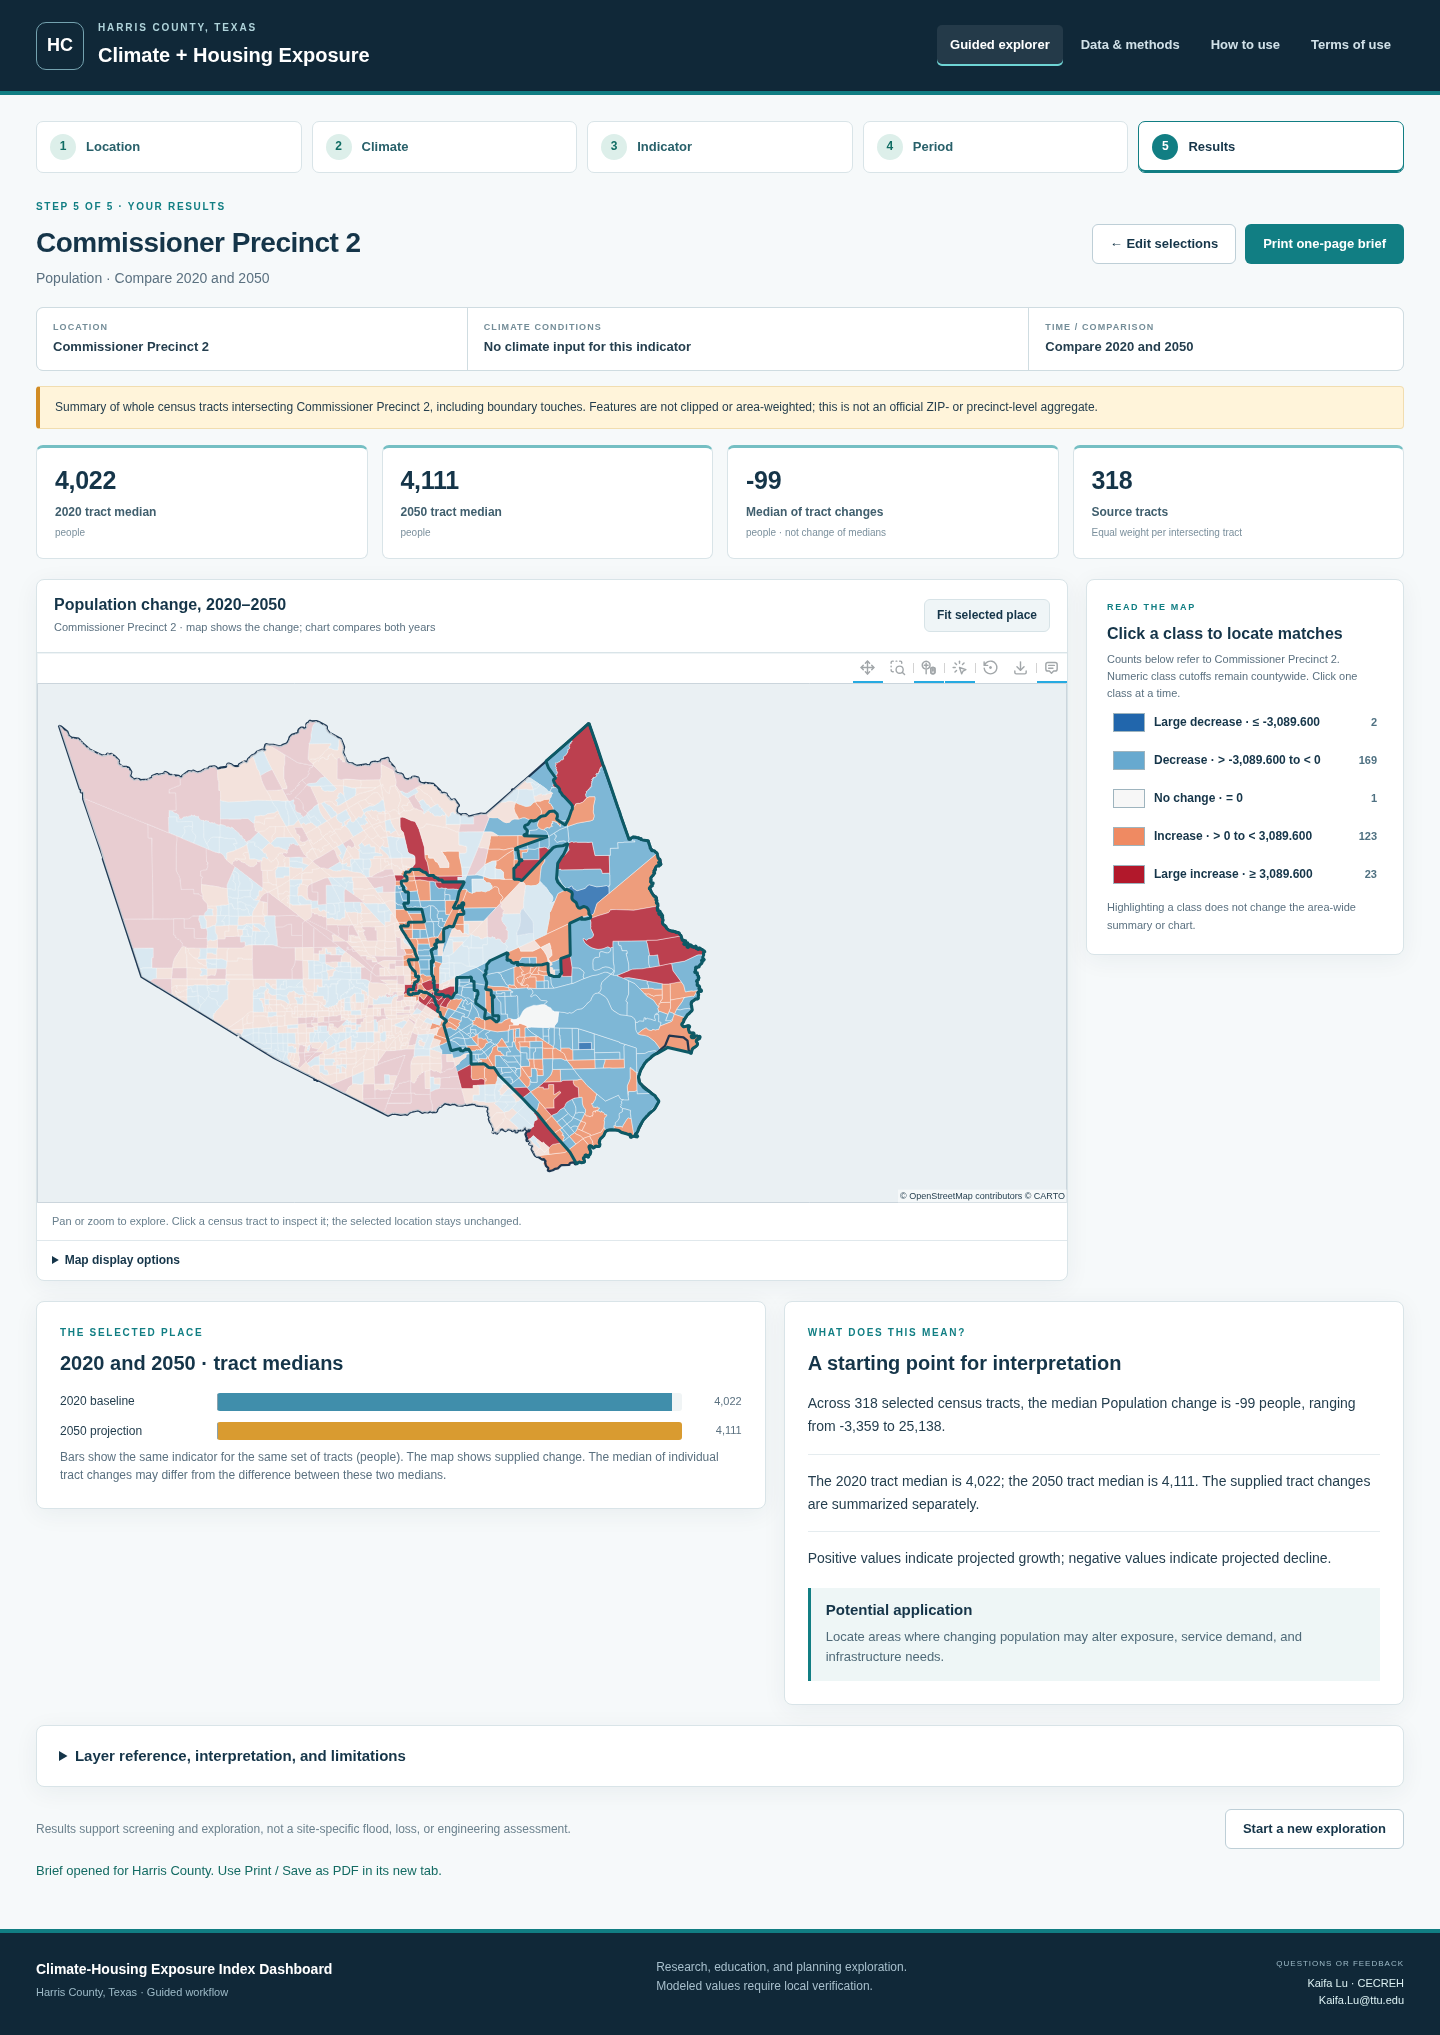 HC
HARRIS COUNTY, TEXAS
Climate + Housing Exposure
Guided explorer
Data & methods
How to use
Terms of use
1 Location
2 Climate
3 Indicator
4 Period
5 Results
STEP 5 OF 5 · YOUR RESULTS
Commissioner Precinct 2
← Edit selections
Print one-page brief
Population · Compare 2020 and 2050
LOCATION
Commissioner Precinct 2
CLIMATE CONDITIONS
No climate input for this indicator
TIME / COMPARISON
Compare 2020 and 2050
Summary of whole census tracts intersecting Commissioner Precinct 2, including boundary touches. Features are not clipped or area-weighted; this is not an official ZIP- or precinct-level aggregate.
4,022
2020 tract median
people
4,111
2050 tract median
people
-99
Median of tract changes
people · not change of medians
318
Source tracts
Equal weight per intersecting tract
Population change, 2020–2050
Commissioner Precinct 2 · map shows the change; chart compares both years
Fit selected place
© OpenStreetMap contributors © CARTO
Pan or zoom to explore. Click a census tract to inspect it; the selected location stays unchanged.
Map display options
READ THE MAP
Click a class to locate matches
Counts below refer to Commissioner Precinct 2.
Numeric class cutoffs remain countywide. Click one
class at a time.
Large decrease · ≤ -3,089.600 2
Decrease · > -3,089.600 to < 0 169
No change · = 0 1
Increase · > 0 to < 3,089.600 123
Large increase · ≥ 3,089.600 23
Highlighting a class does not change the area-wide
summary or chart.
THE SELECTED PLACE
2020 and 2050 · tract medians
2020 baseline 4,022
2050 projection 4,111
Bars show the same indicator for the same set of tracts (people). The map shows supplied change. The median of individual
tract changes may differ from the difference between these two medians.
WHAT DOES THIS MEAN?
A starting point for interpretation
Across 318 selected census tracts, the median Population change is -99 people, ranging
from -3,359 to 25,138.
The 2020 tract median is 4,022; the 2050 tract median is 4,111. The supplied tract changes
are summarized separately.
Positive values indicate projected growth; negative values indicate projected decline.
Potential application
Locate areas where changing population may alter exposure, service demand, and
infrastructure needs.
Layer reference, interpretation, and limitations
Results support screening and exploration, not a site-specific flood, loss, or engineering assessment.
Start a new exploration
Brief opened for Harris County. Use Print / Save as PDF in its new tab.
Climate-Housing Exposure Index Dashboard
Harris County, Texas · Guided workflow
Research, education, and planning exploration.
Modeled values require local verification.
QUESTIONS OR FEEDBACK
Kaifa Lu · CECREH
Kaifa.Lu@ttu.edu